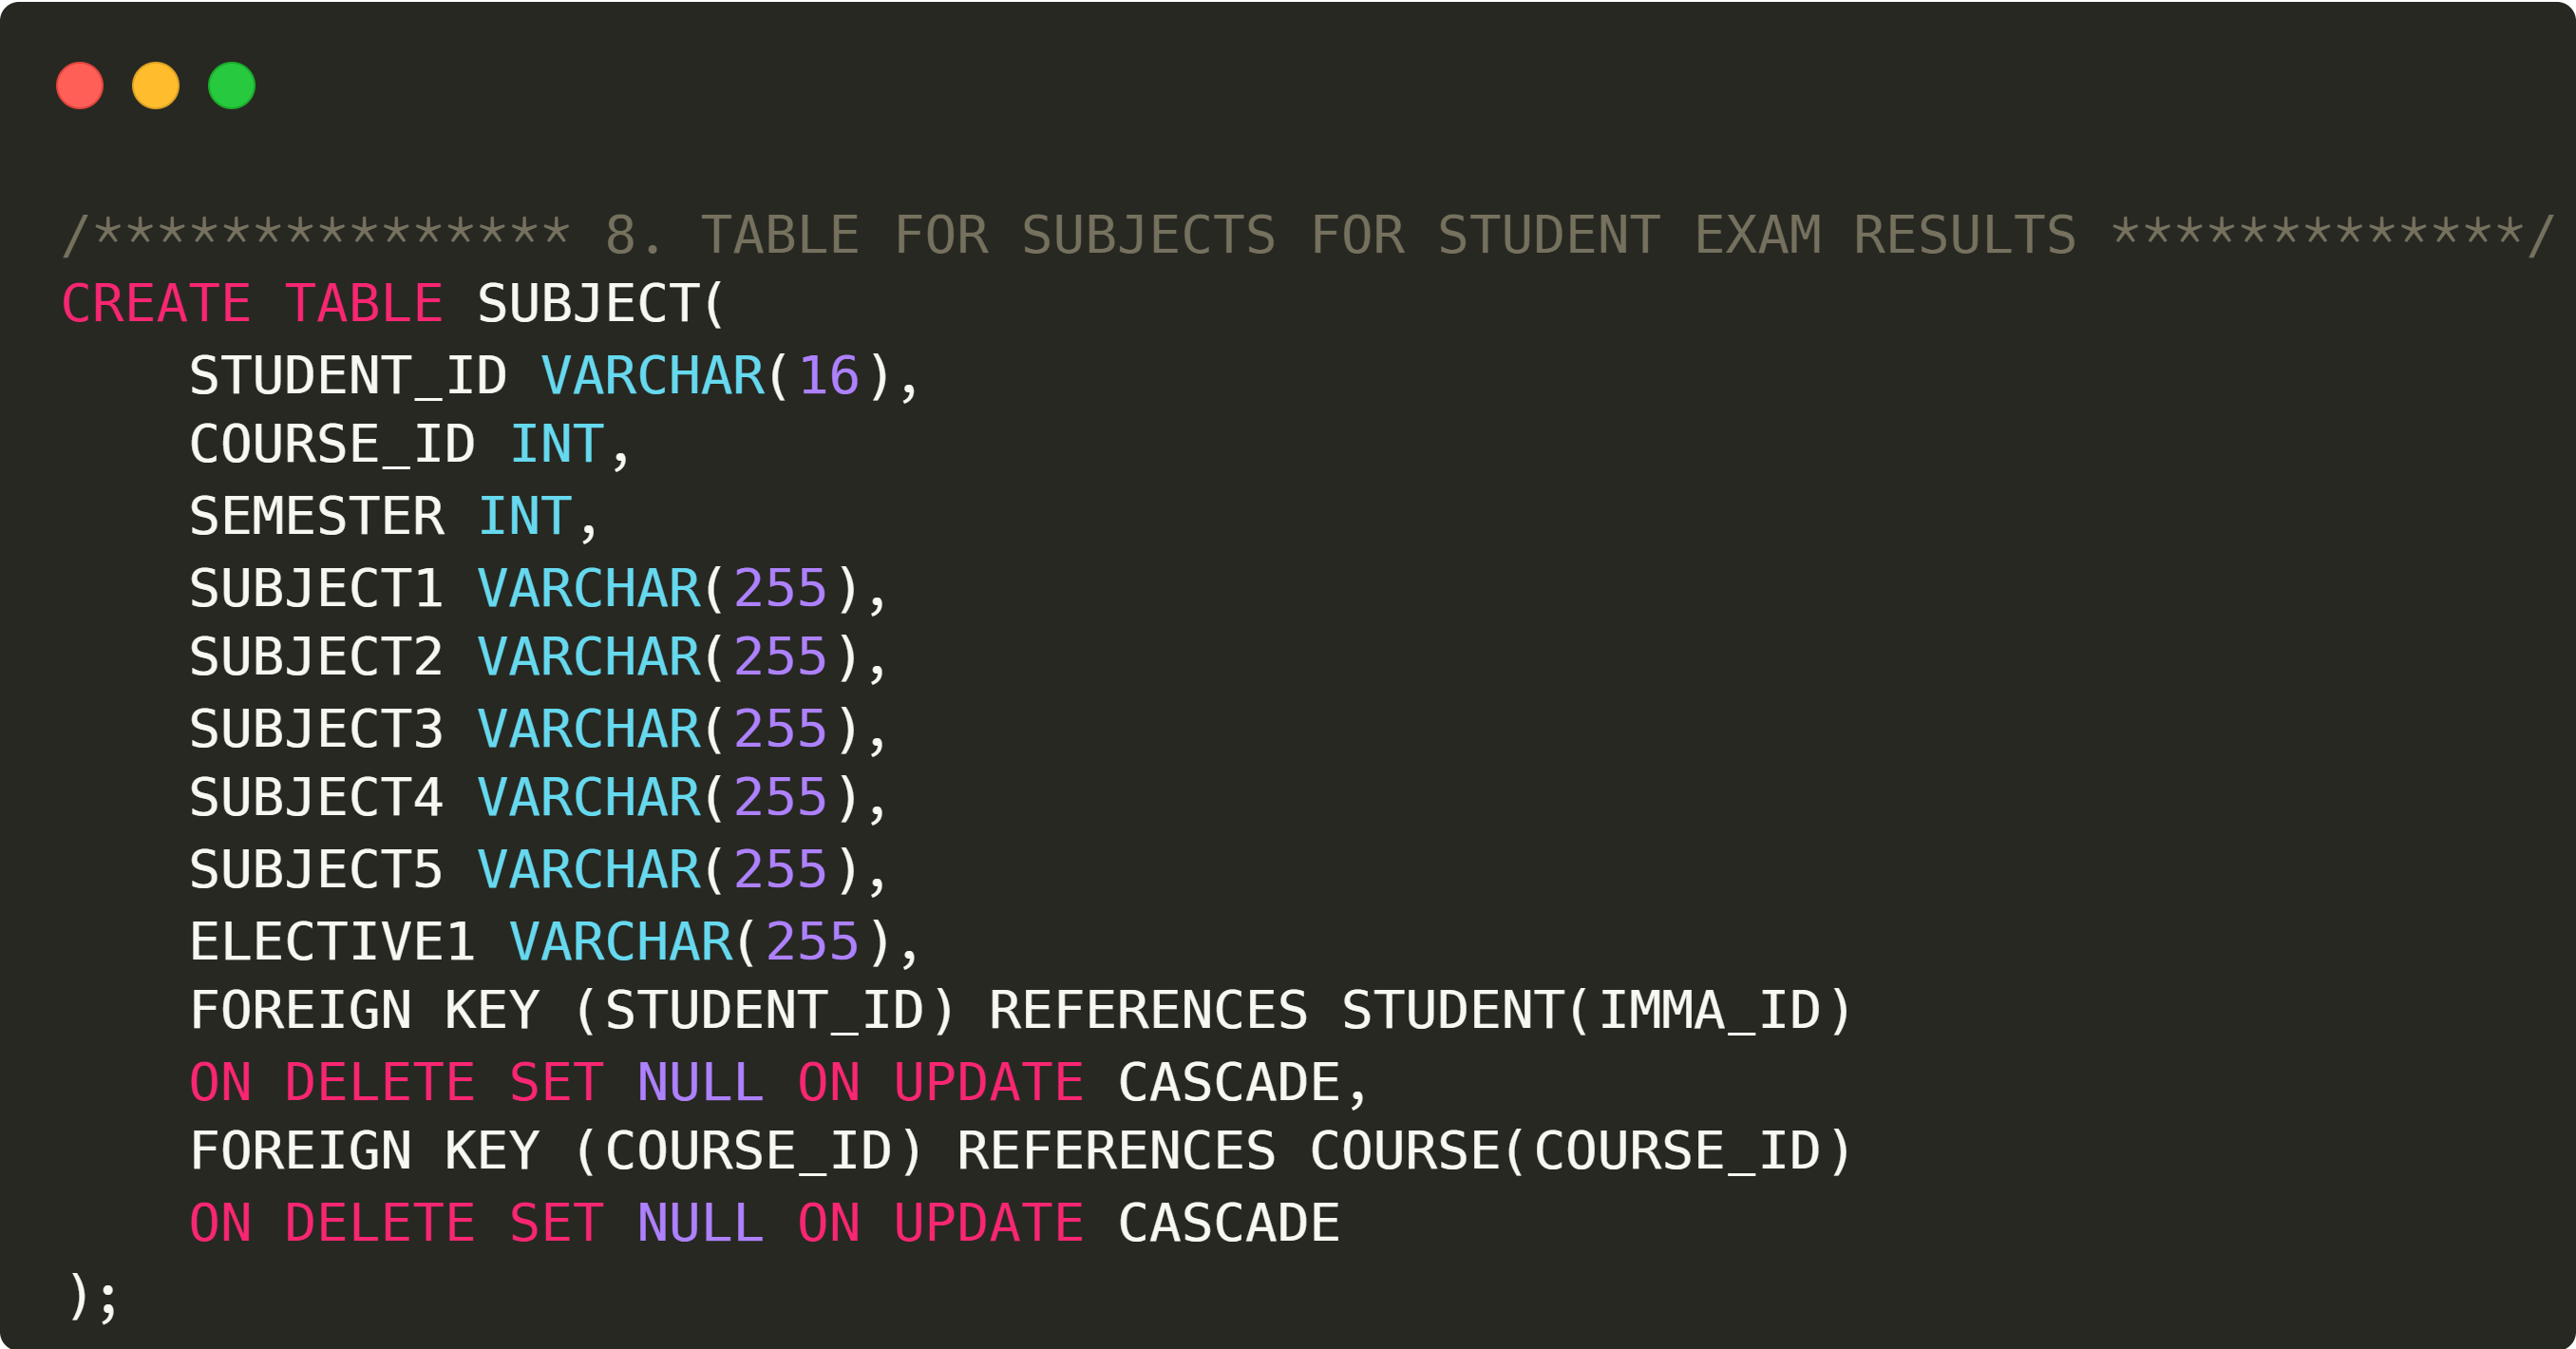 /*************** 8. TABLE FOR SUBJECTS FOR STUDENT EXAM RESULTS *************/
CREATE TABLE SUBJECT(
    STUDENT_ID VARCHAR(16),
    COURSE_ID INT,
    SEMESTER INT,
    SUBJECT1 VARCHAR(255),
    SUBJECT2 VARCHAR(255),
    SUBJECT3 VARCHAR(255),
    SUBJECT4 VARCHAR(255),
    SUBJECT5 VARCHAR(255),
    ELECTIVE1 VARCHAR(255),
    FOREIGN KEY (STUDENT_ID) REFERENCES STUDENT(IMMA_ID)
    ON DELETE SET NULL ON UPDATE CASCADE,
    FOREIGN KEY (COURSE_ID) REFERENCES COURSE(COURSE_ID)
    ON DELETE SET NULL ON UPDATE CASCADE
);